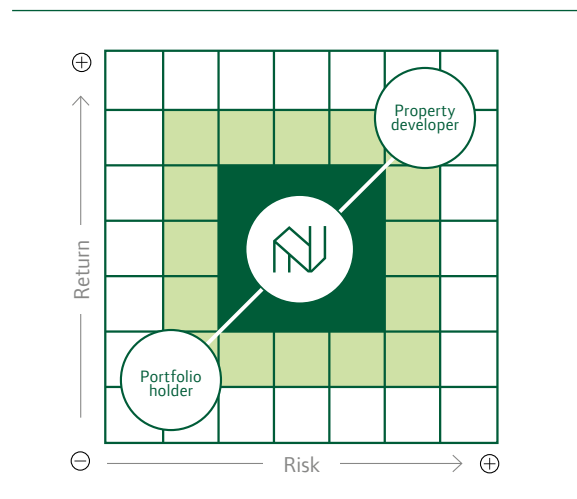 Property
developer
Return
Portfolio
holder
Risk